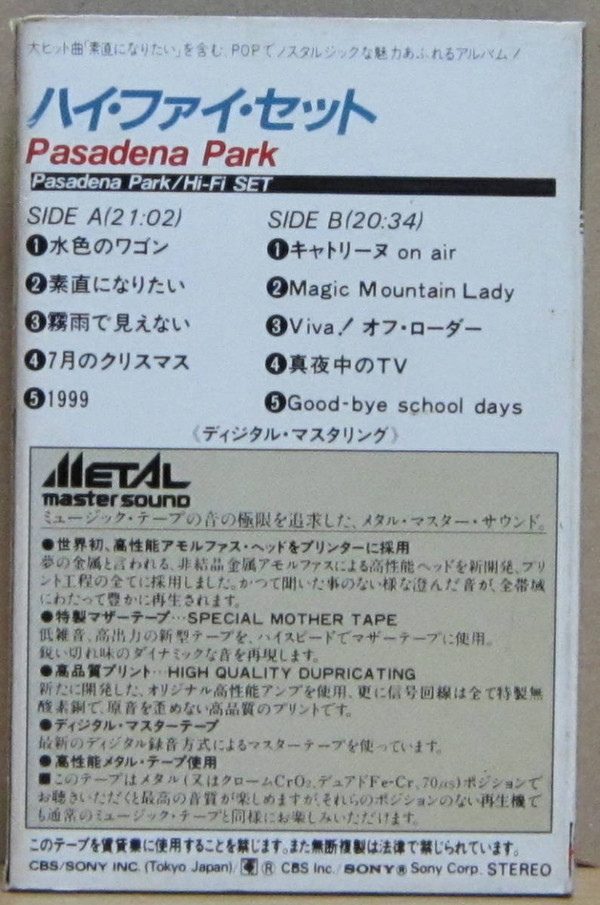 大ヒット曲「素直になりたい」を含む、POPでノスタルジックな魅力あふれるアルバム!
ハイ・ファイ・セット
Pasadena Park
Pasadena Park/Hi-Fi SET
SIDE A(21:02)
❶水色のワゴン
❷素直になりたい
❸霧雨で見えない
❹7月のクリスマス
❺1999
SIDE B(20:34)
❶キャトリーヌ on air
❷Magic Mountain Lady
❸Viva! オフ・ローダー
❹真夜中のTV
❺Good-bye school days
《ディジタル・マスタリング》
METAL
master sound
ミュージック・テープの音の極限を追求した、メタル・マスター・サウンド。
●世界初、高性能アモルファス・ヘッドをプリンターに採用
夢の金属と言われる、非結晶金属アモルファスによる高性能ヘッドを新開発、プリ
ント工程の全てに採用しました。かつて聞いた事のない様な澄んだ音が、全帯域
にわたって豊かに再生されます。
●特製マザーテープ…SPECIAL MOTHER TAPE
低雑音、高出力の新型テープを、ハイスピードでマザーテープに使用。
鋭い切れ味のダイナミックな音を再現します。
●高品質プリント…HIGH QUALITY DUPRICATING
新たに開発した、オリジナル高性能アンプを使用、更に信号回線は全て特製無
酸素銅で、原音を歪めない高品質のプリントです。
●ディジタル・マスターテープ
最新のディジタル録音方式によるマスターテープを使っています。
●高性能メタル・テープ使用
■このテープはメタル(又はクロームCrO₂、デュアドFe-Cr、70μs)ポジションで
お聴きいただくと最高の音質が楽しめますが、それらのポジションのない再生機で
も通常のミュージック・テープと同様にお楽しみいただけます。
このテープを賃貸業に使用することを禁じます。また無断複製は法律で禁じられています。
CBS/SONY INC. (Tokyo Japan)/ ® CBS Inc./ SONY® Sony Corp. STEREO